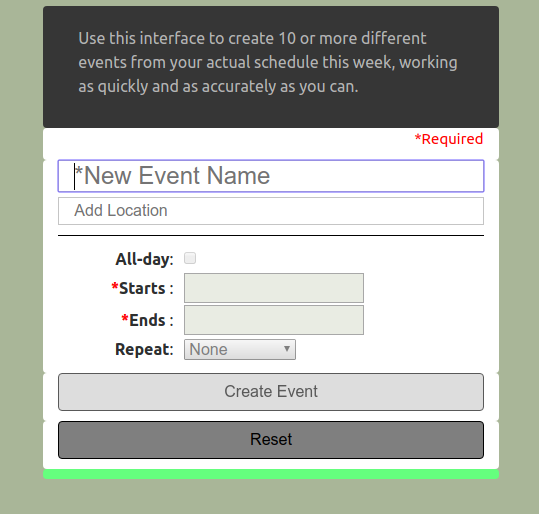 Use this interface to create 10 or more different
events from your actual schedule this week, working
as quickly and as accurately as you can.
*Required
*New Event Name
Add Location
All-day:
*Starts :
*Ends :
Repeat: None
Create Event
Reset